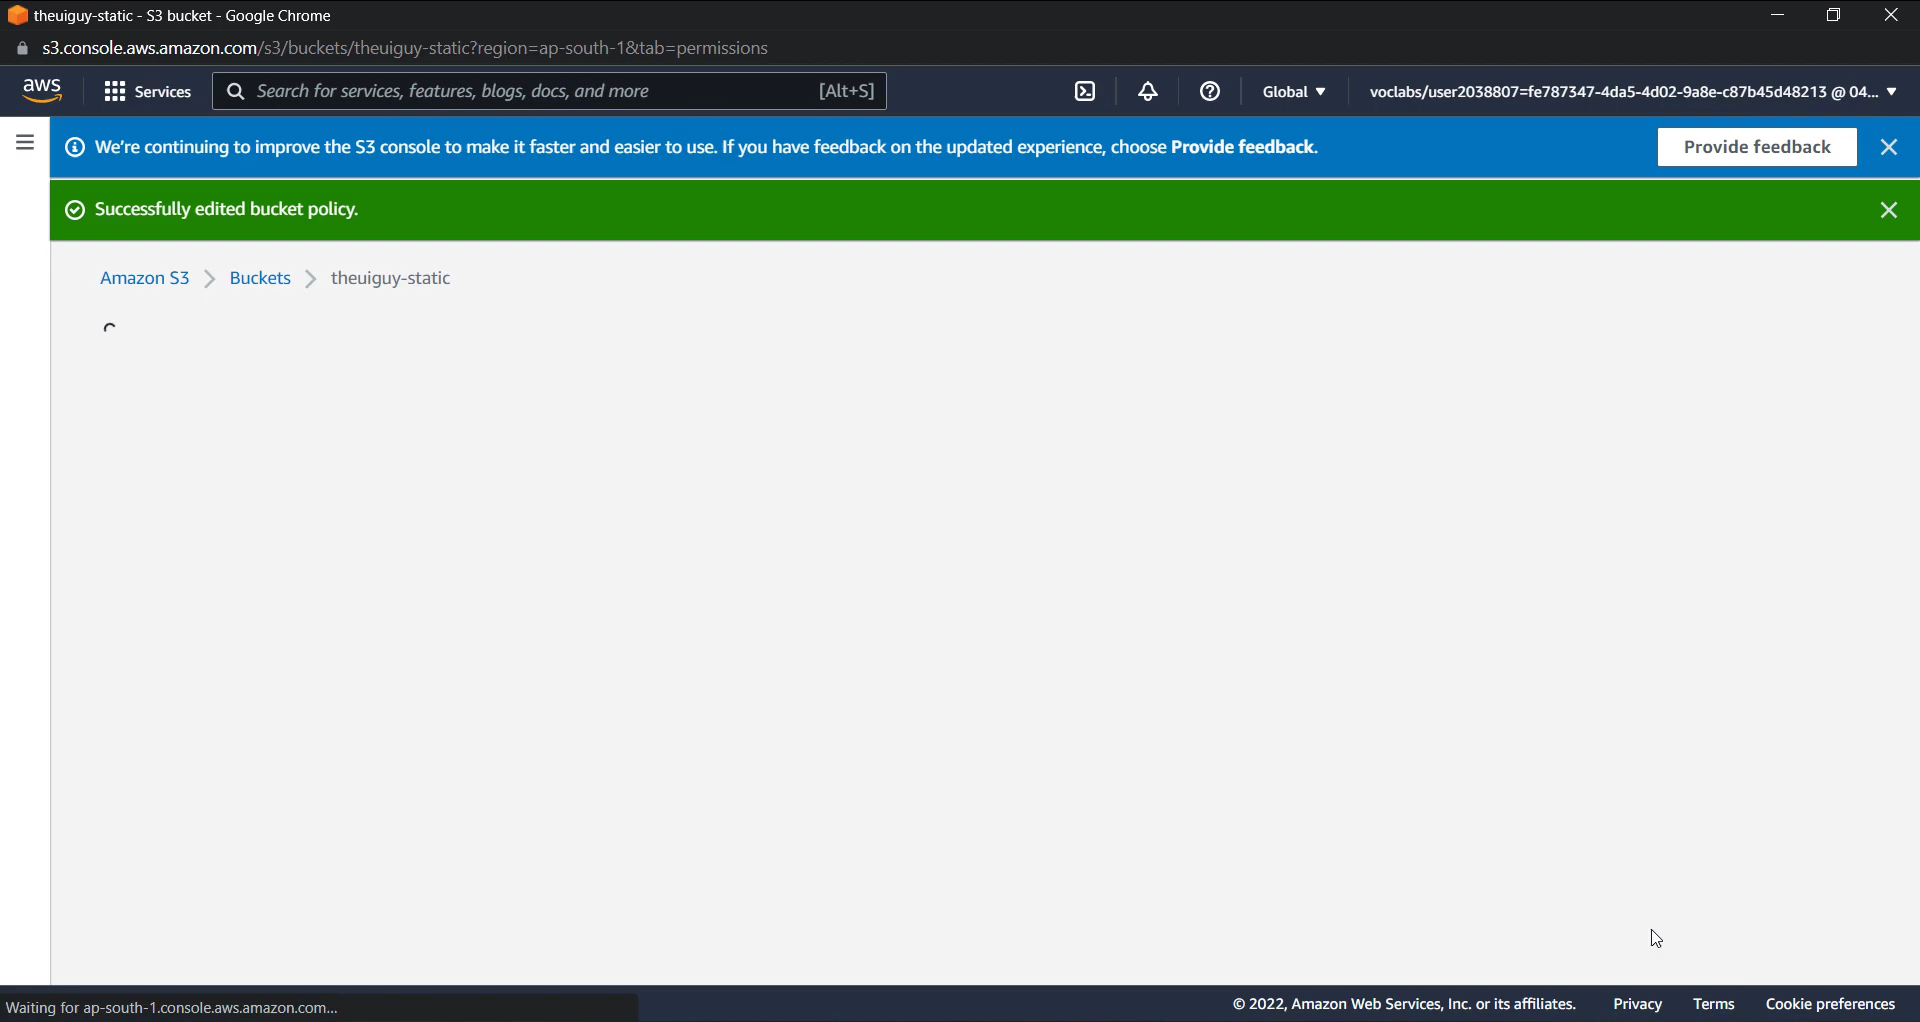 theuiguy-static - S3 bucket - Google Chrome
s3.console.aws.amazon.com/s3/buckets/theuiguy-static?region=ap-south-1&tab=permissions
aws Services Search for services, features, blogs, docs, and more [Alt+S] Global voclabs/user2038807=fe787347-4da5-4d02-9a8e-c87b45d48213 @ 04...
We're continuing to improve the S3 console to make it faster and easier to use. If you have feedback on the updated experience, choose Provide feedback. Provide feedback
Successfully edited bucket policy.
Amazon S3 Buckets theuiguy-static
Waiting for ap-south-1.console.aws.amazon.com... © 2022, Amazon Web Services, Inc. or its affiliates. Privacy Terms Cookie preferences